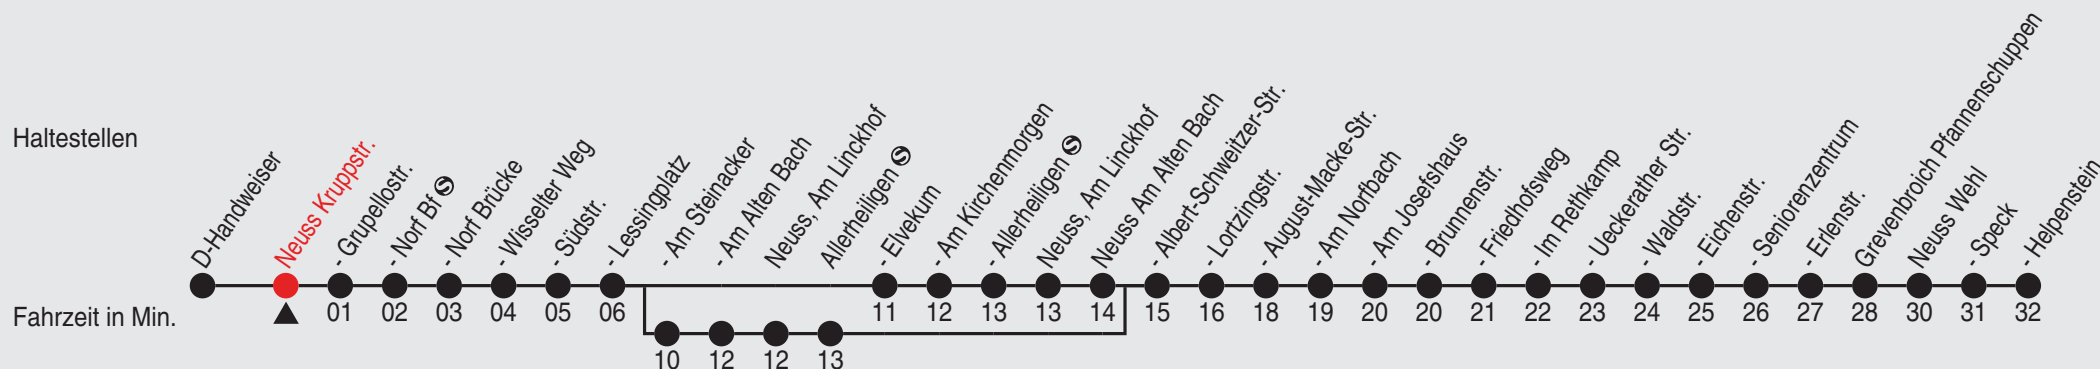 Haltestellen
D-Handweiser
Neuss Kruppstr.
- Grupellostr.
- Norf Bf S
- Norf Brücke
- Wisselter Weg
- Südstr.
- Lessingplatz
- Am Steinacker
- Am Alten Bach
Neuss, Am Linckhof
Allerheiligen S
- Elvekum
- Am Kirchenmorgen
- Allerheiligen S
Neuss, Am Linckhof
Neuss Am Alten Bach
- Albert-Schweitzer-Str.
- Lortzingstr.
- August-Macke-Str.
- Am Norfbach
- Am Josefshaus
- Brunnenstr.
- Friedhofsweg
- Im Rethkamp
- Ueckerather Str.
- Waldstr.
- Eichenstr.
- Seniorenzentrum
- Erlenstr.
Grevenbroich Pfannenschuppen
Neuss Wehl
- Speck
- Helpenstein
Fahrzeit in Min.
01 02 03 04 05 06 11 12 13 13 14 15 16 18 19 20 20 21 22 23 24 25 26 27 28 30 31 32
10 12 12 13